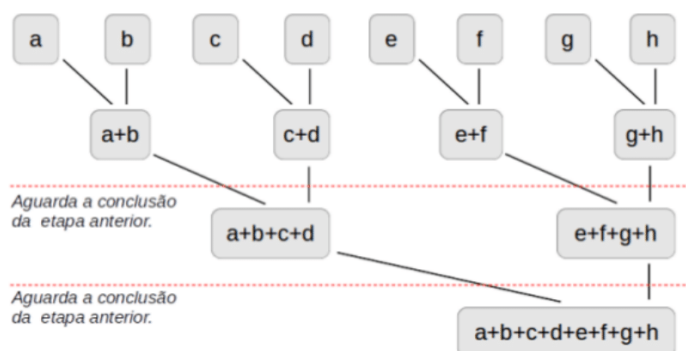 a b c d e f g h
a+b c+d e+f g+h
Aguarda a conclusão
da etapa anterior.
a+b+c+d e+f+g+h
Aguarda a conclusão
da etapa anterior.
a+b+c+d+e+f+g+h